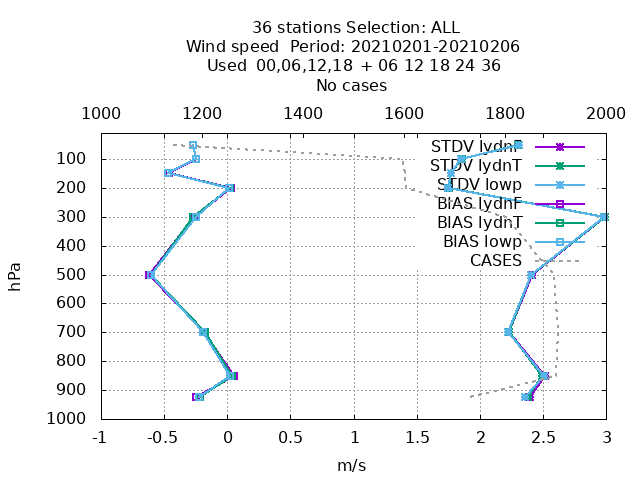 36 stations Selection: ALL
Wind speed  Period: 20210201-20210206
Used  00,06,12,18 + 06 12 18 24 36
No cases
1000 1200 1400 1600 1800 2000
STDV lydnF
STDV lydnT
STDV lowp
BIAS lydnF
BIAS lydnT
BIAS lowp
CASES
100
200
300
400
500
600
700
800
900
1000
hPa
-1 -0.5 0 0.5 1 1.5 2 2.5 3
m/s